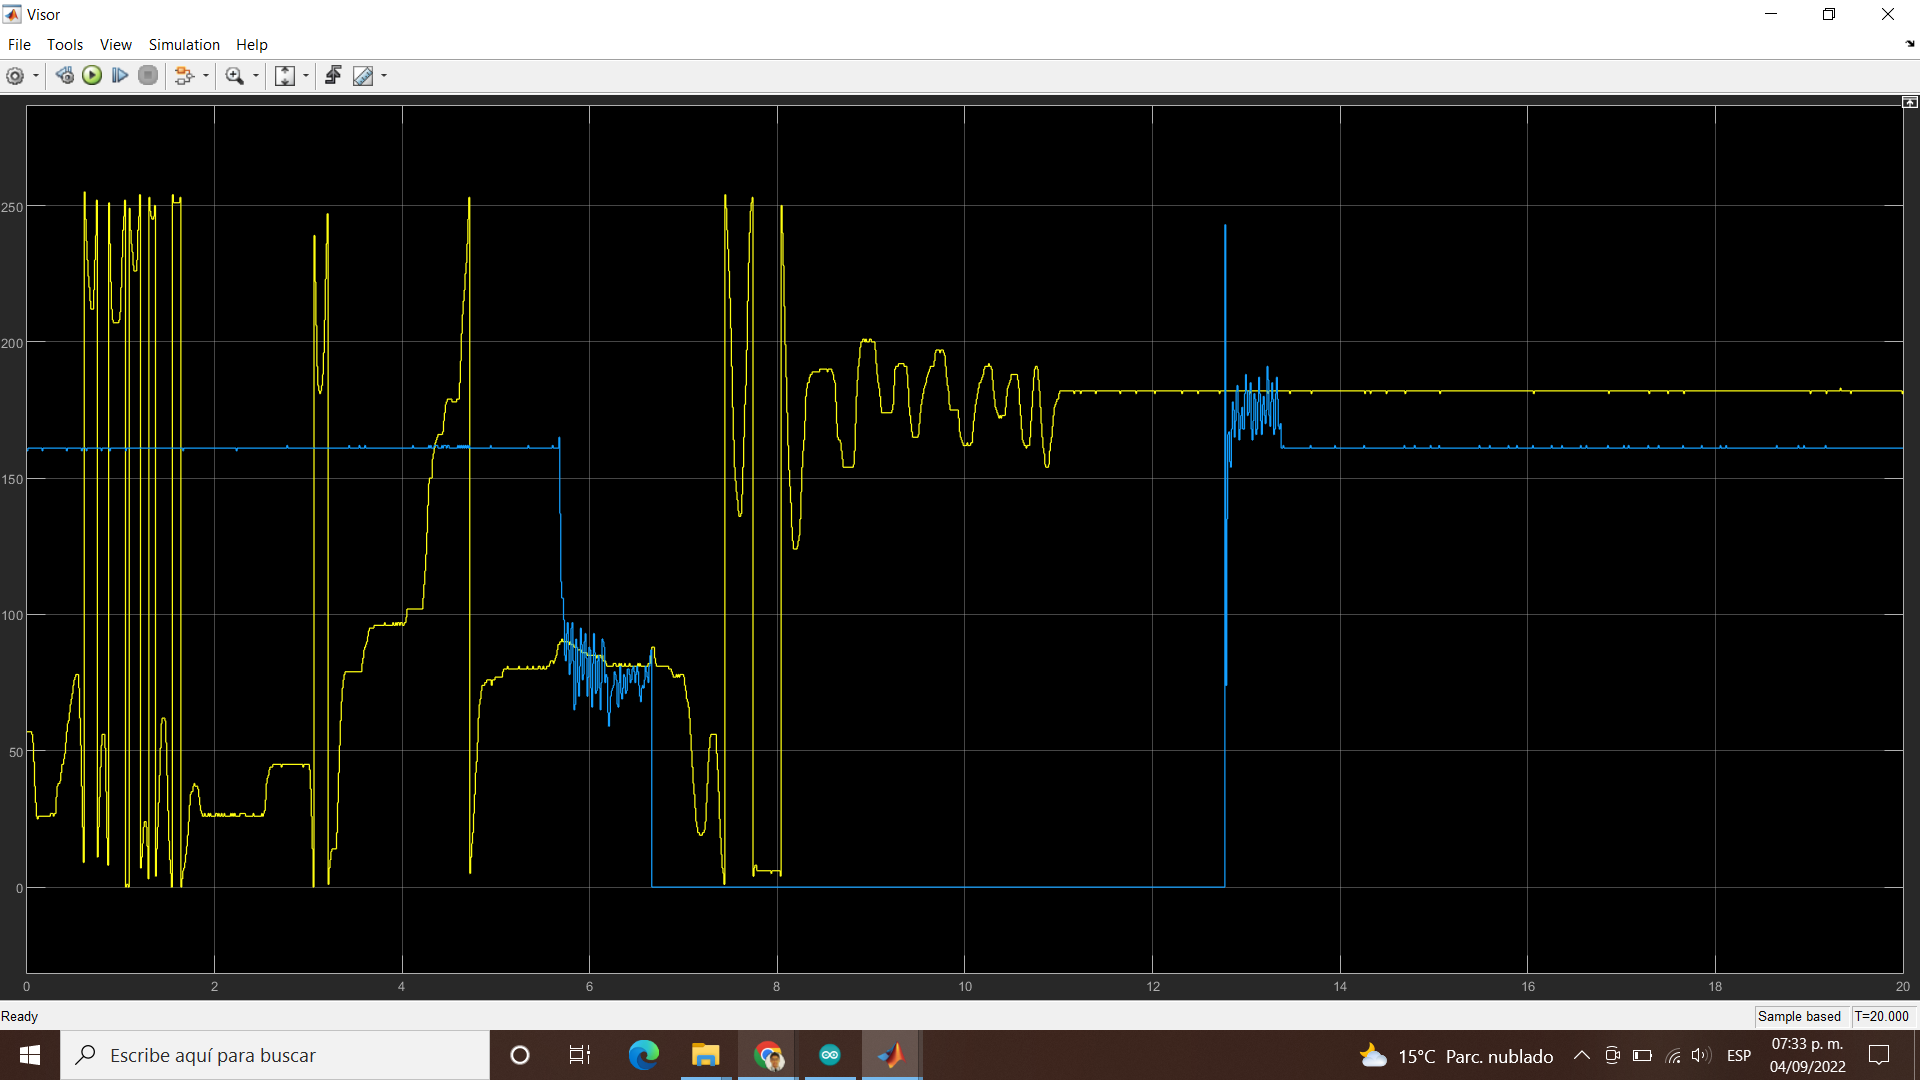 Visor
File Tools View Simulation Help
250
200
150
100
50
0
0 2 4 6 8 10 12 14 16 18 20
Ready
Sample based T=20.000
Escribe aquí para buscar
15°C Parc. nublado
ESP
07:33 p. m.
04/09/2022